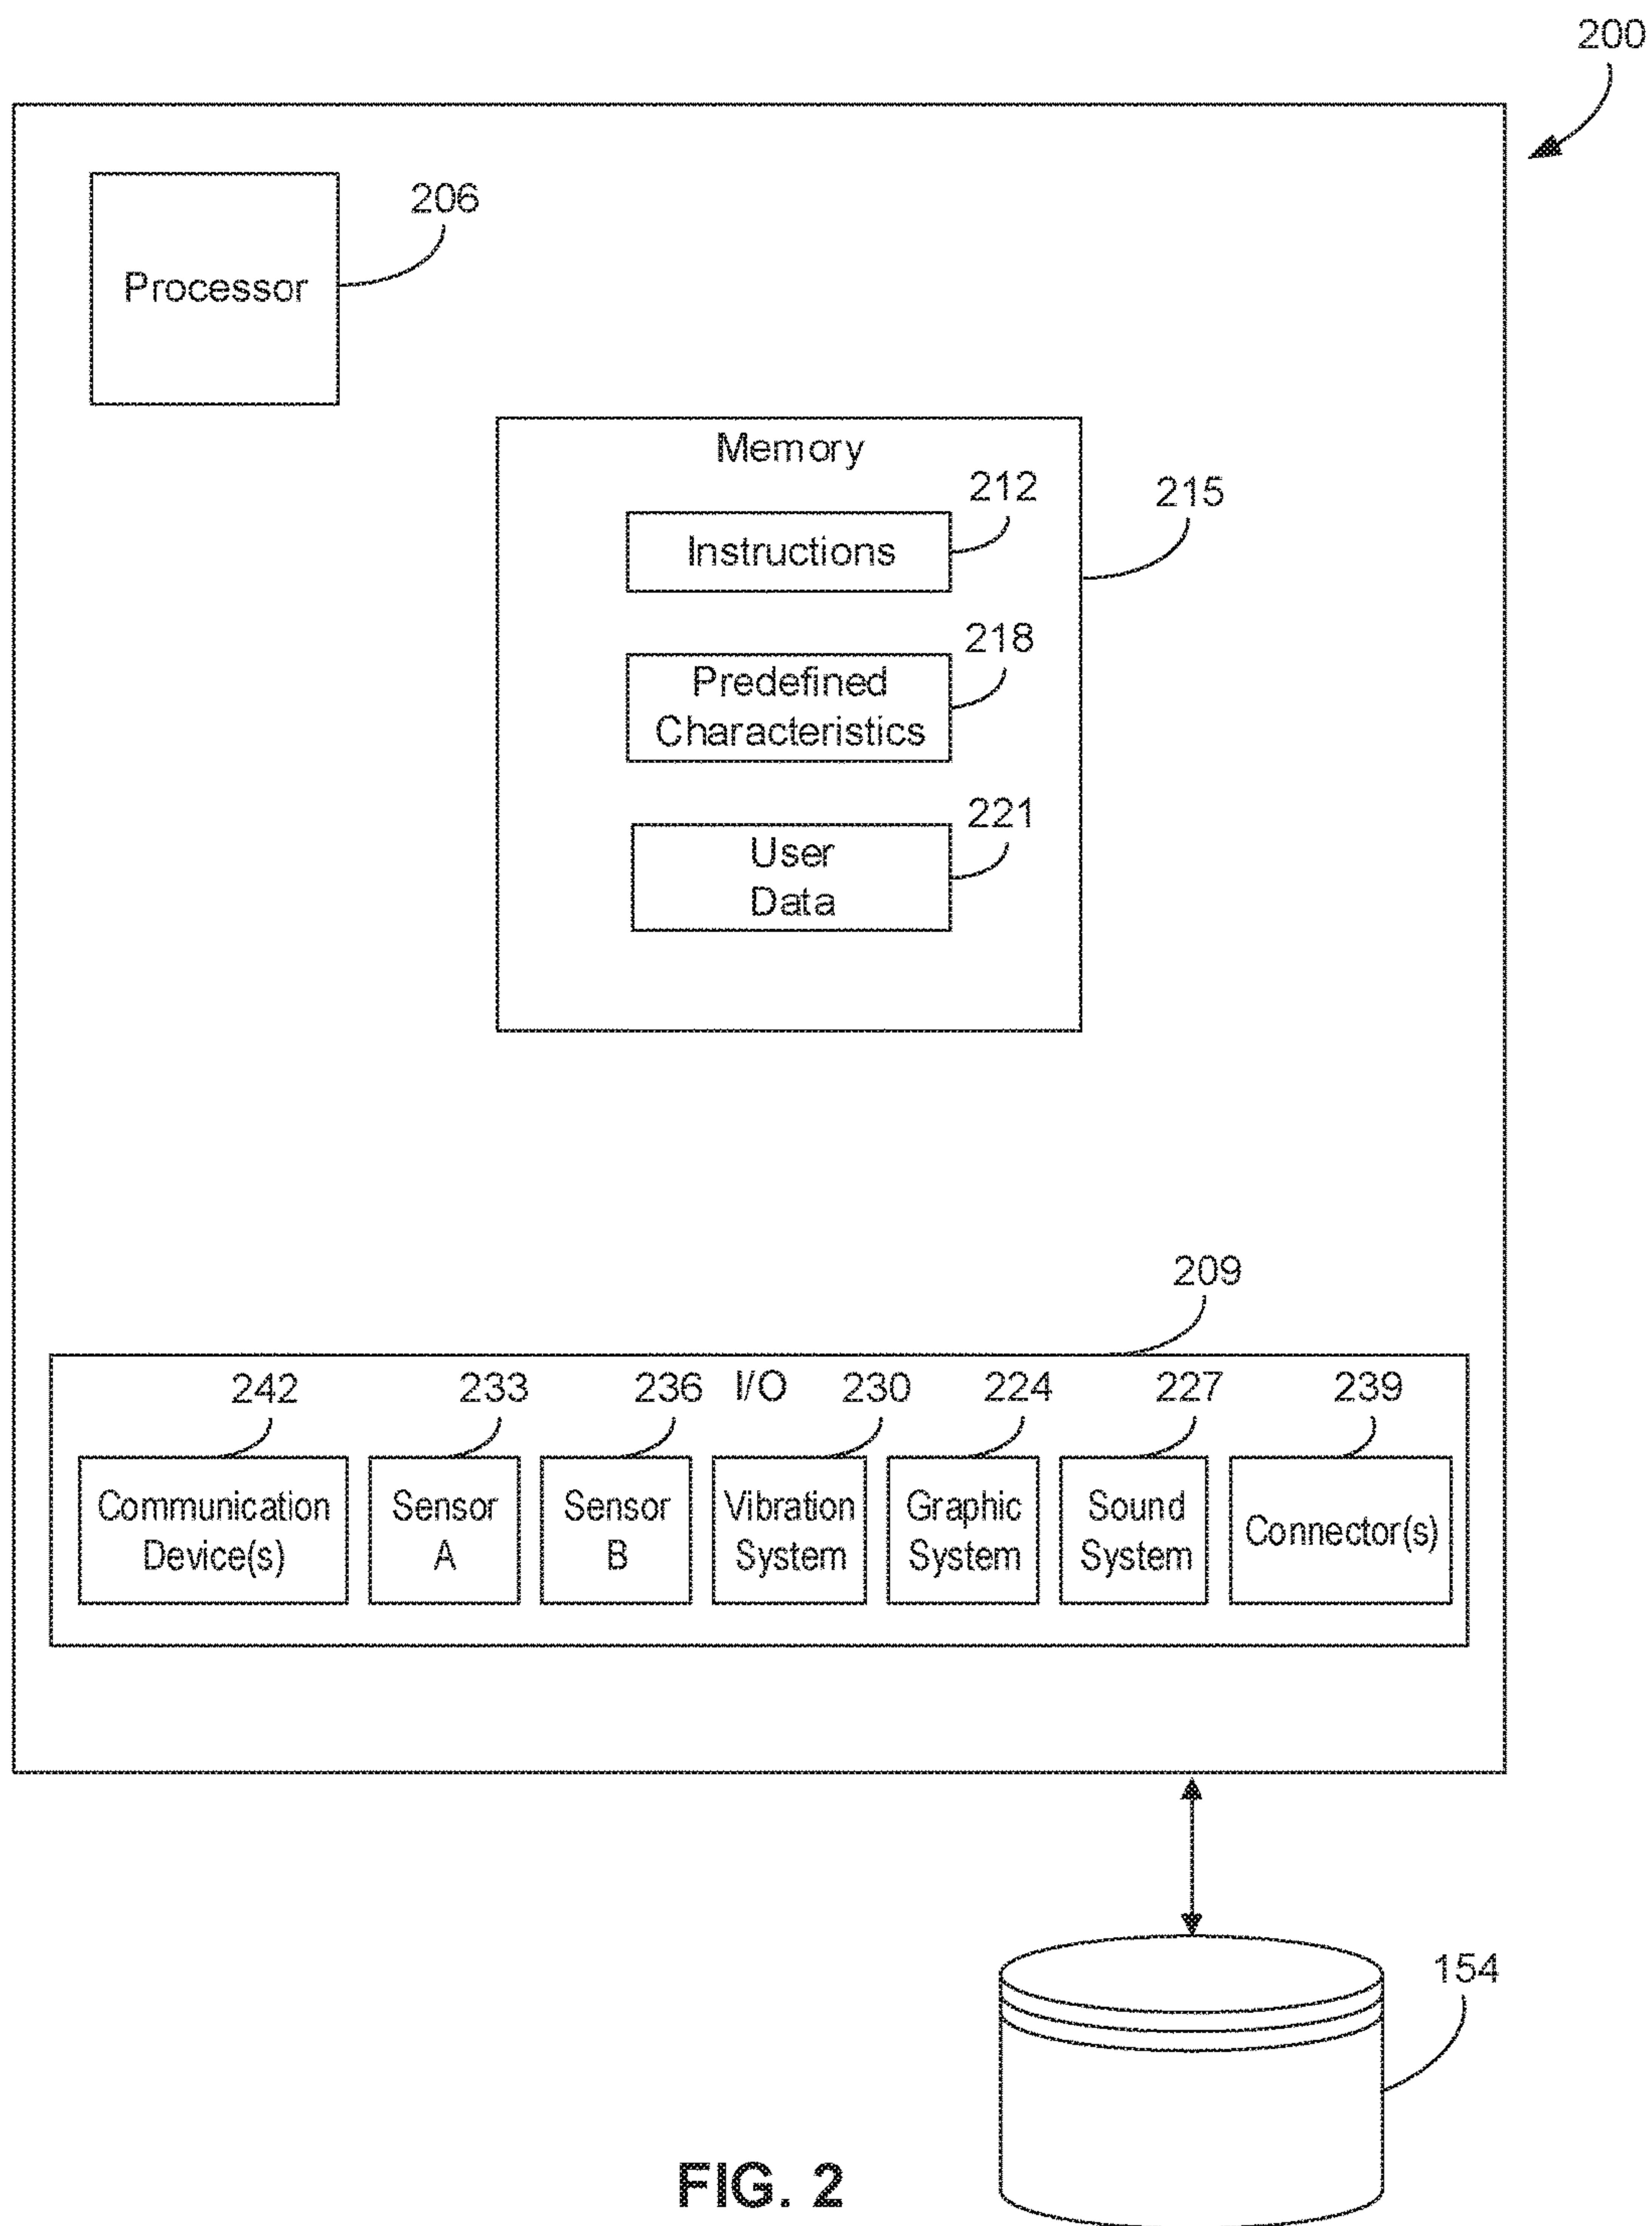 200
206
Processor
Memory
212
215
Instructions
218
Predefined
Characteristics
221
User
Data
209
242 233 236 I/O 230 224 227 239
Communication
Device(s)
Sensor
A
Sensor
B
Vibration
System
Graphic
System
Sound
System
Connector(s)
154
FIG. 2